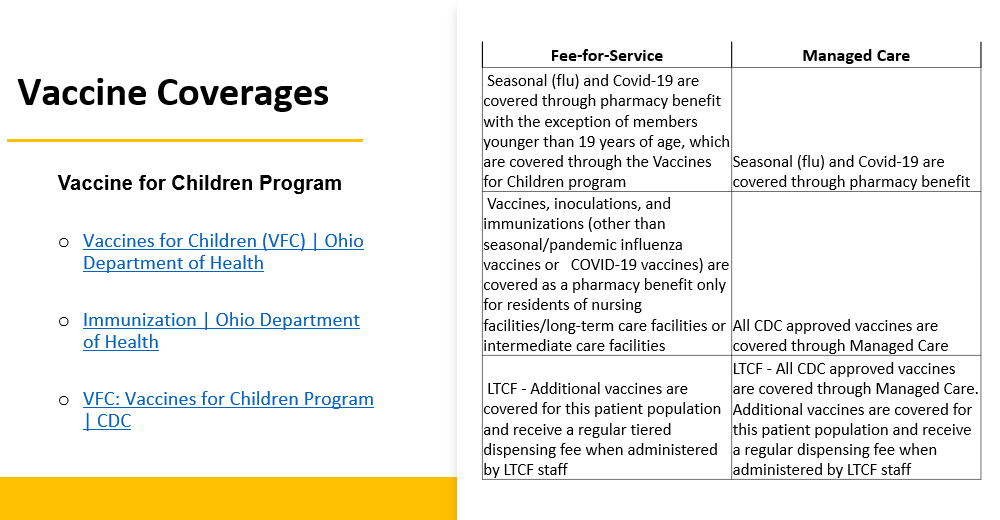 Vaccine Coverages
Vaccine for Children Program
o Vaccines for Children (VFC) | Ohio
Department of Health
o Immunization | Ohio Department
of Health
o VFC: Vaccines for Children Program
| CDC
Fee-for-Service
Managed Care
Seasonal (flu) and Covid-19 are
covered through pharmacy benefit
with the exception of members
younger than 19 years of age, which
are covered through the Vaccines
for Children program
Seasonal (flu) and Covid-19 are
covered through pharmacy benefit
Vaccines, inoculations, and
immunizations (other than
seasonal/pandemic influenza
vaccines or COVID-19 vaccines) are
covered as a pharmacy benefit only
for residents of nursing
facilities/long-term care facilities or
intermediate care facilities
All CDC approved vaccines are
covered through Managed Care
LTCF - Additional vaccines are
covered for this patient population
and receive a regular tiered
dispensing fee when administered
by LTCF staff
LTCF - All CDC approved vaccines
are covered through Managed Care.
Additional vaccines are covered for
this patient population and receive
a regular dispensing fee when
administered by LTCF staff